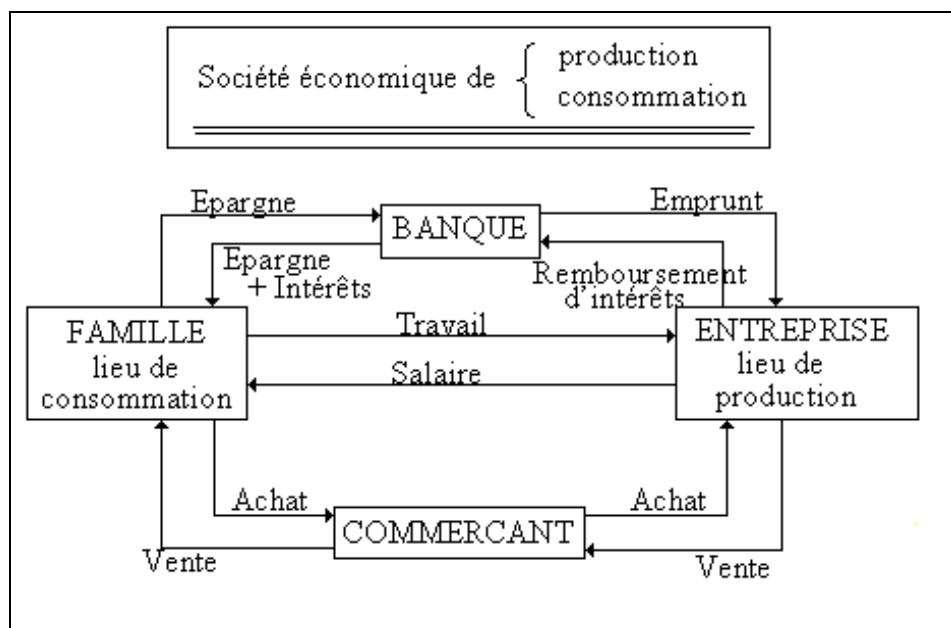 Société économique de
production
consommation
Epargne
Emprunt
BANQUE
Epargne
+ Intérêts
Remboursement
d'intérêts
FAMILLE
lieu de
consommation
Travail
Salaire
ENTREPRISE
lieu de
production
Achat
Achat
COMMERCANT
Vente
Vente